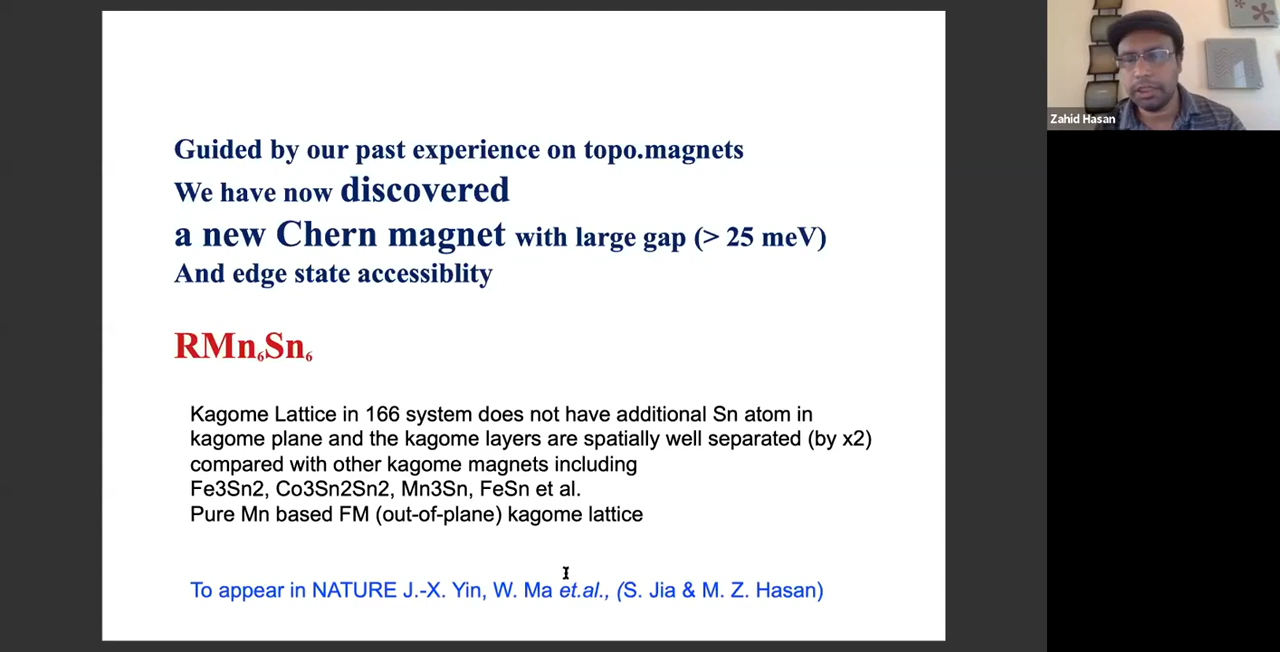 Guided by our past experience on topo.magnets
We have now discovered
a new Chern magnet with large gap (> 25 meV)
And edge state accessiblity
RMn₆Sn₆
Kagome Lattice in 166 system does not have additional Sn atom in
kagome plane and the kagome layers are spatially well separated (by x2)
compared with other kagome magnets including
Fe3Sn2, Co3Sn2Sn2, Mn3Sn, FeSn et al.
Pure Mn based FM (out-of-plane) kagome lattice
To appear in NATURE J.-X. Yin, W. Ma et.al., (S. Jia & M. Z. Hasan)
Zahid Hasan